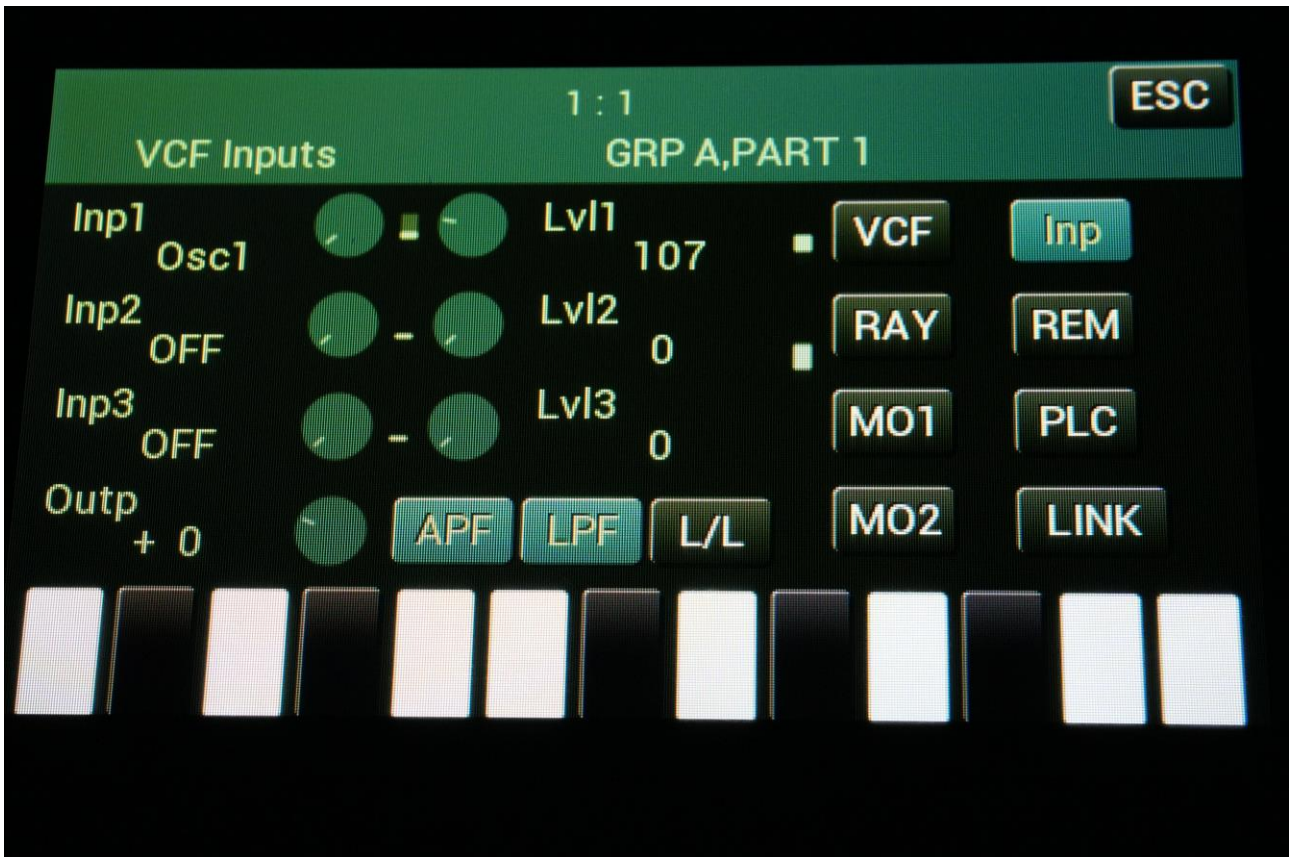 1 : 1
ESC
VCF Inputs
GRP A,PART 1
Inp1
Osc1
Lvl1
107
VCF
Inp
Inp2
OFF
Lvl2
0
RAY
REM
Inp3
OFF
Lvl3
0
MO1
PLC
Outp
+ 0
APF
LPF
L/L
MO2
LINK